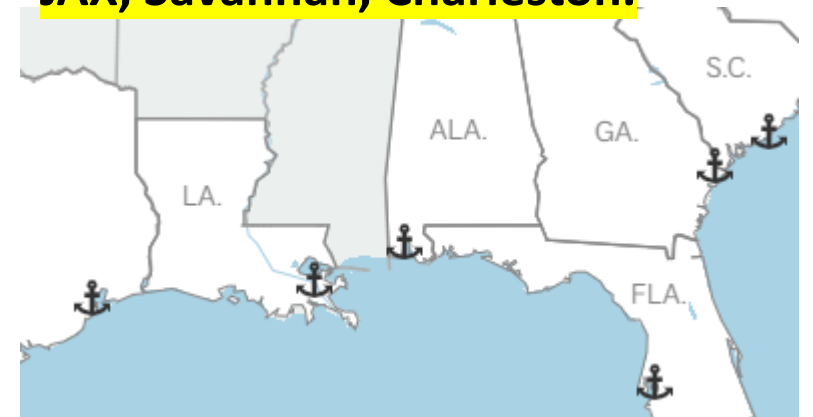 JAX, Savannah, Charleston.
S.C.
ALA.
GA.
LA.
FLA.